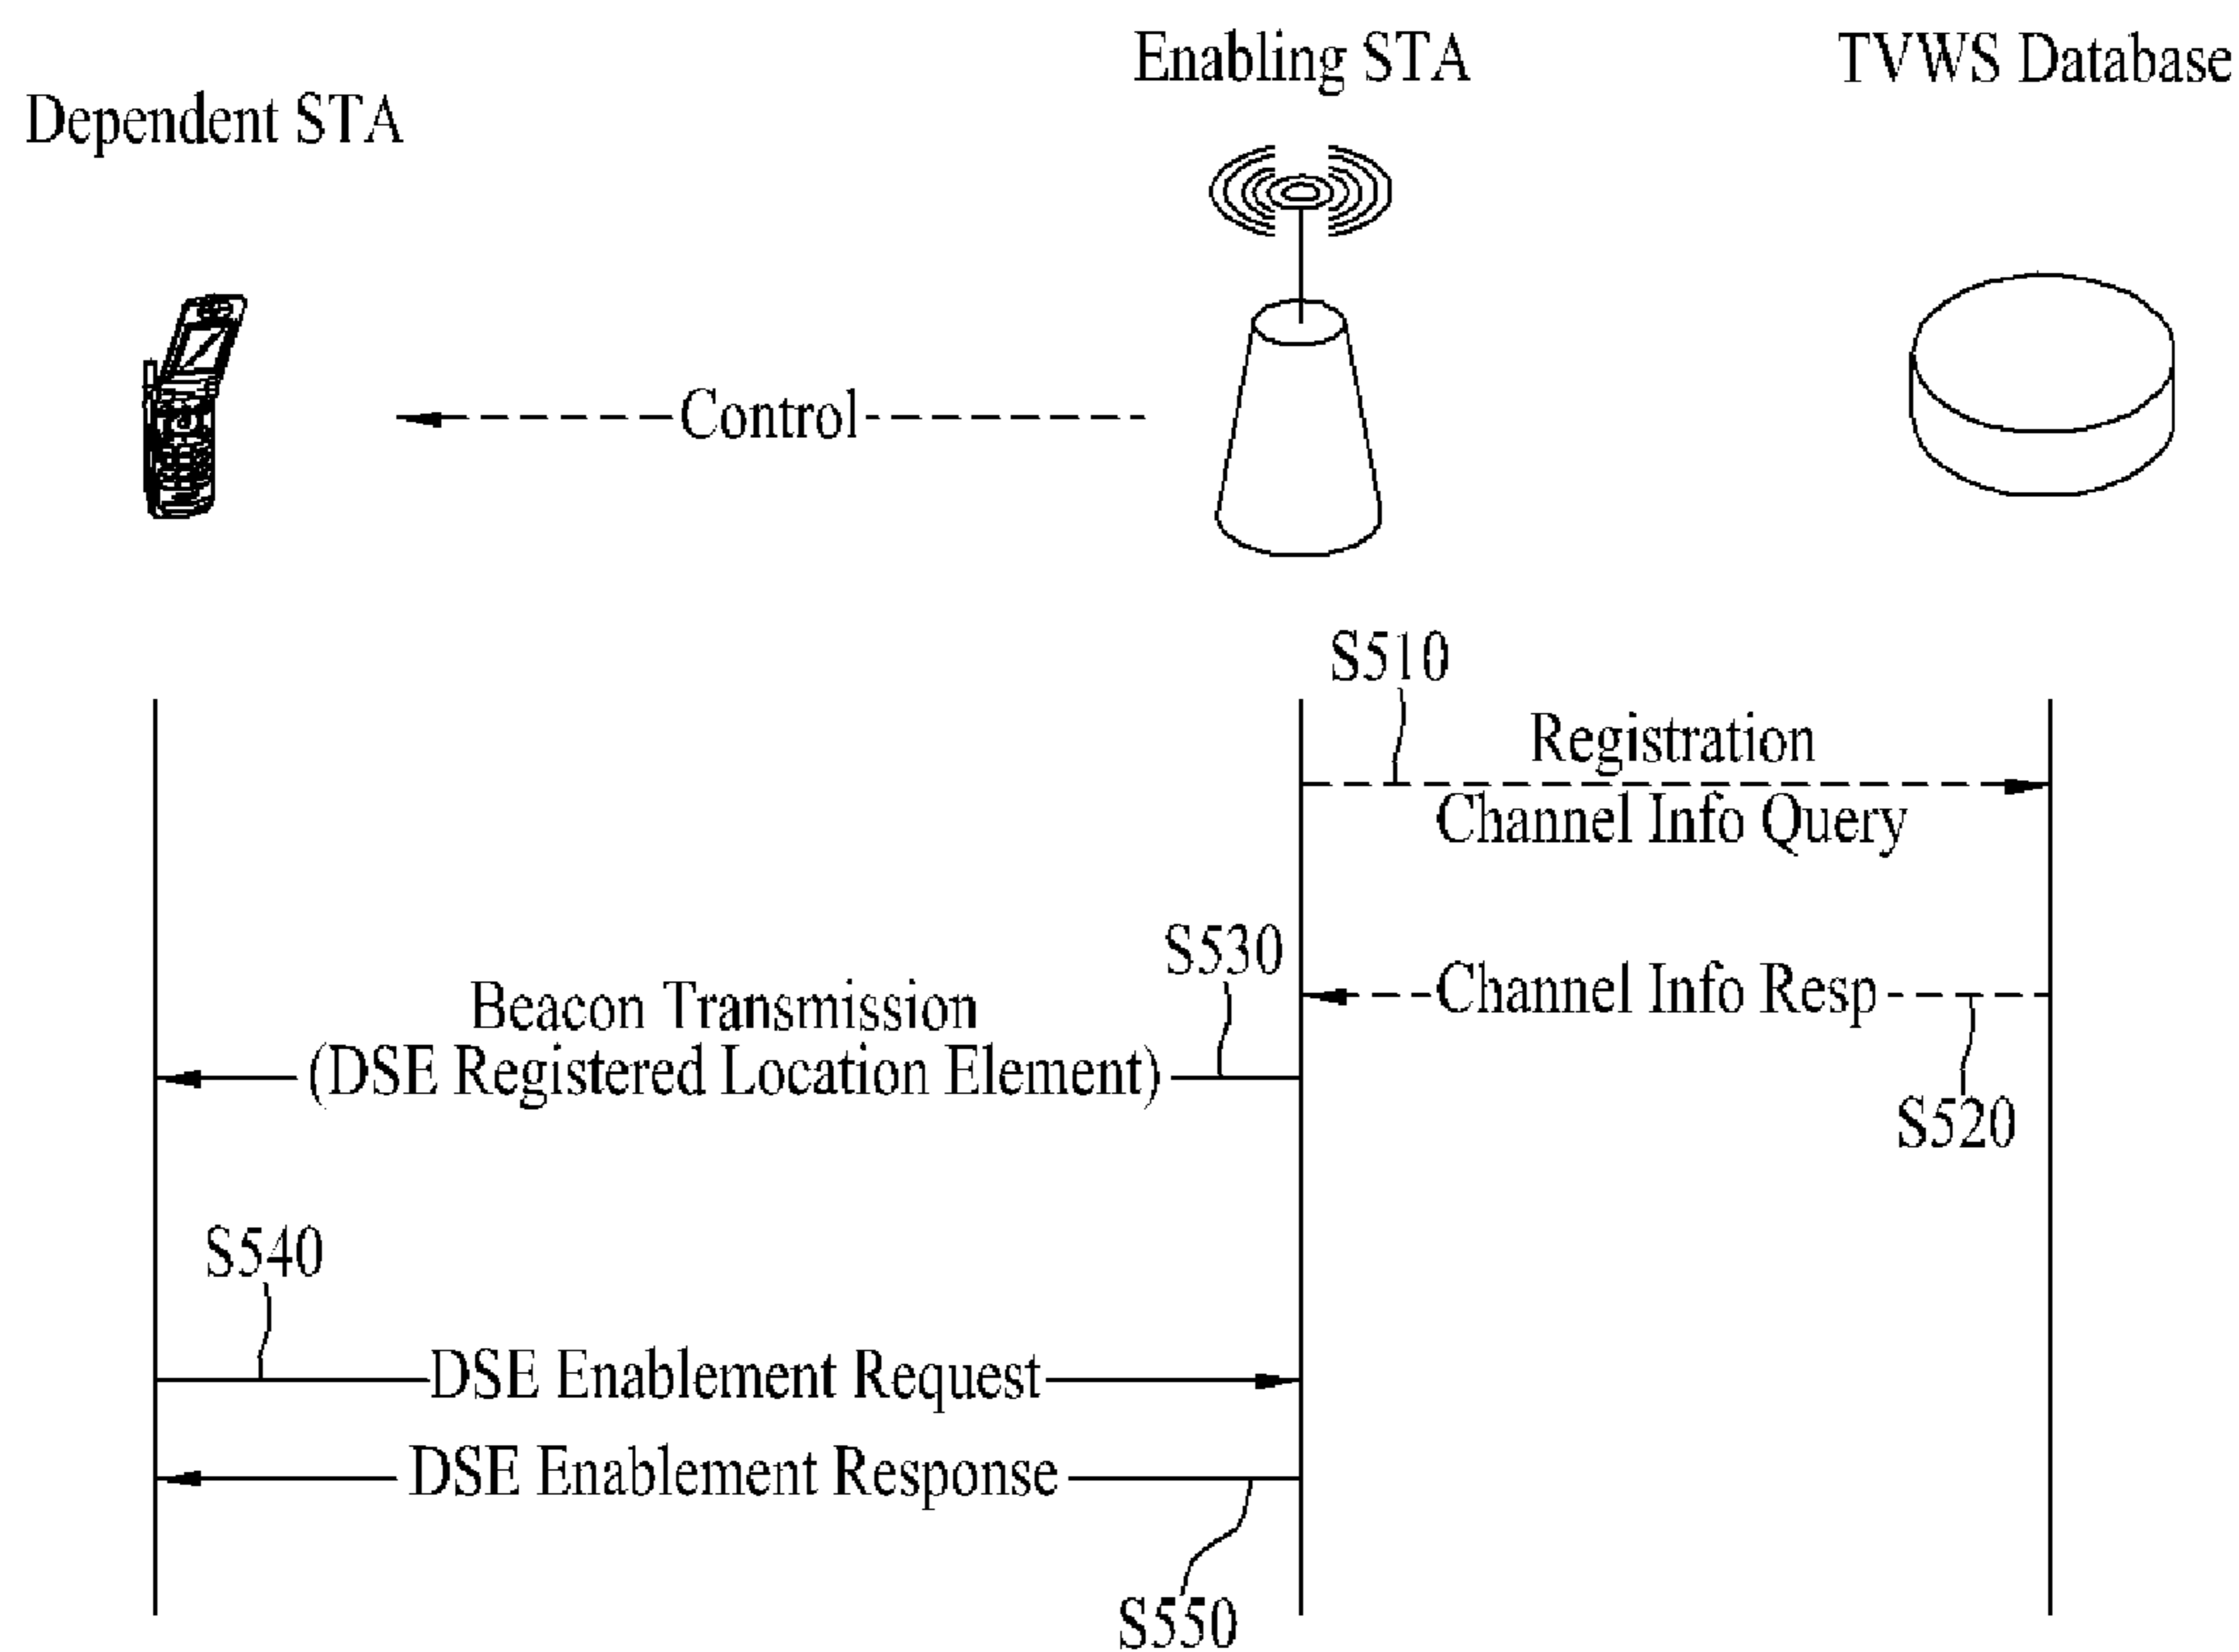 Dependent STA
Enabling STA
TVWS Database
Control
S510
Registration
Channel Info Query
S530
Channel Info Resp
S520
Beacon Transmission
(DSE Registered Location Element)
S540
DSE Enablement Request
DSE Enablement Response
S550